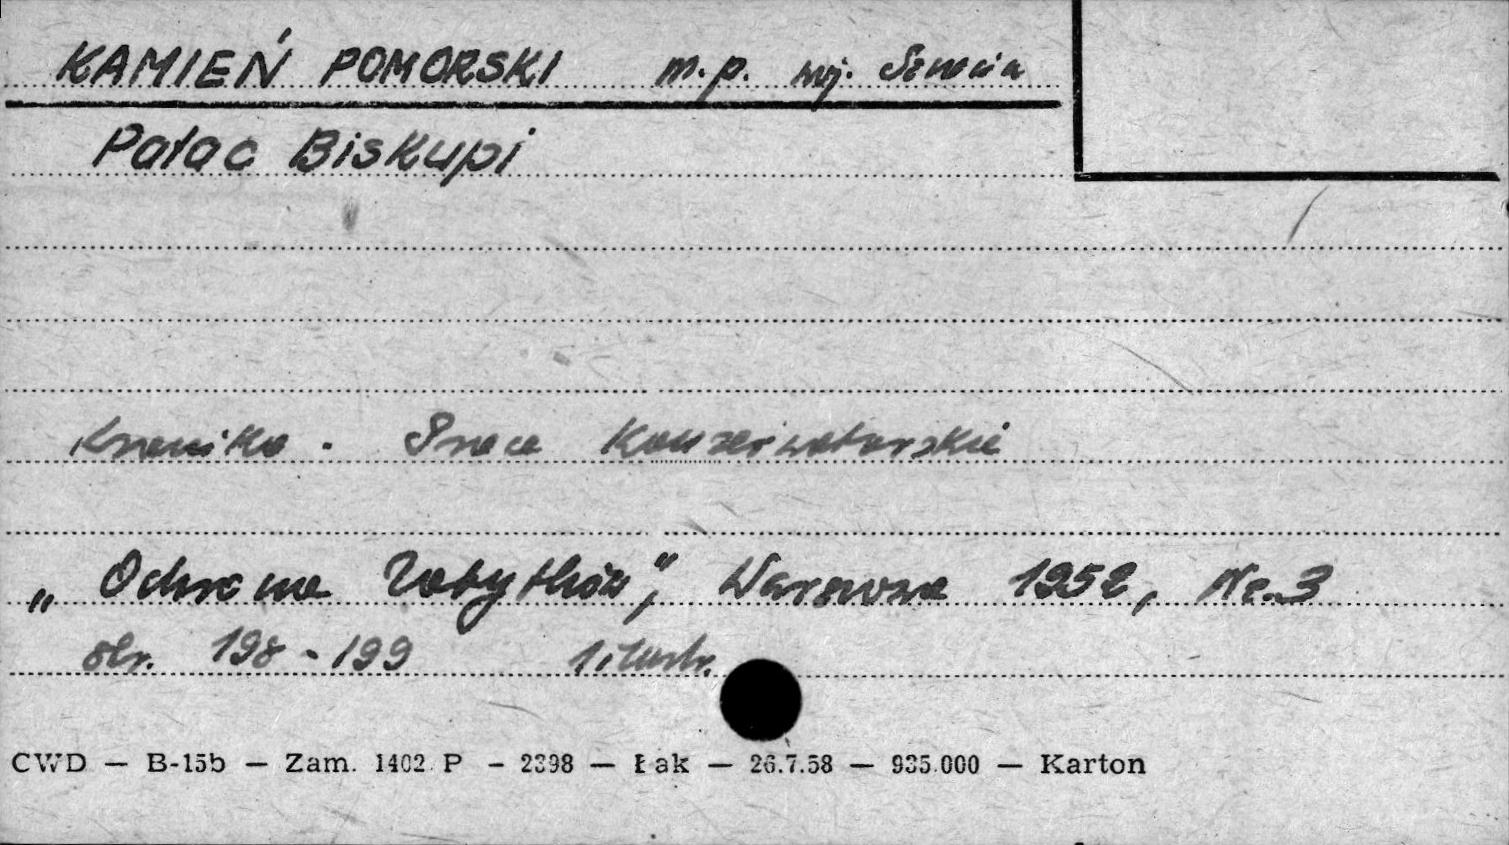 KAMIEŃ POMORSKI m.p. woj. Szczecin
Pałac Biskupi
Kronika. Prace Konserwatorskie
„Ochrona Zabytków", Warszawa 1952, Nr. 3
str. 198-199 1 ilustr.
CWD — B-15b — Zam. 1402 P — 2398 — Łak — 26.7.58 — 935.000 — Karton